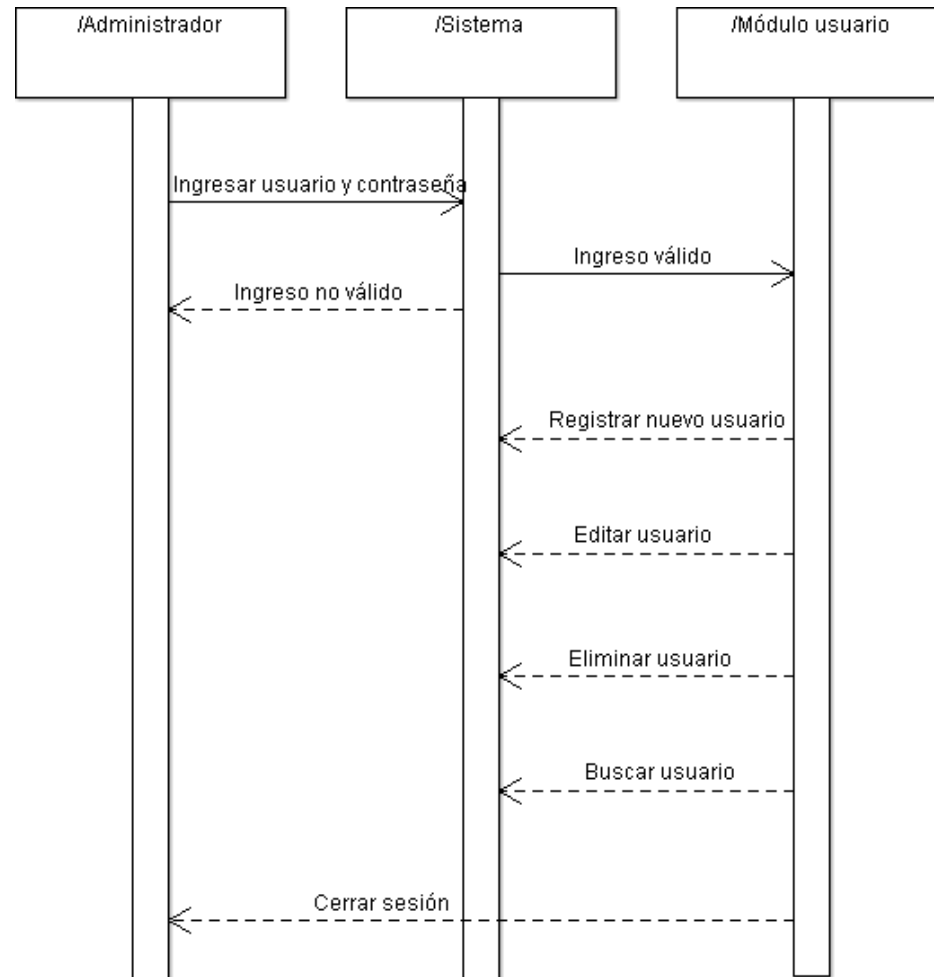 /Administrador
/Sistema
/Módulo usuario
Ingresar usuario y contraseña
Ingreso válido
Ingreso no válido
Registrar nuevo usuario
Editar usuario
Eliminar usuario
Buscar usuario
Cerrar sesión